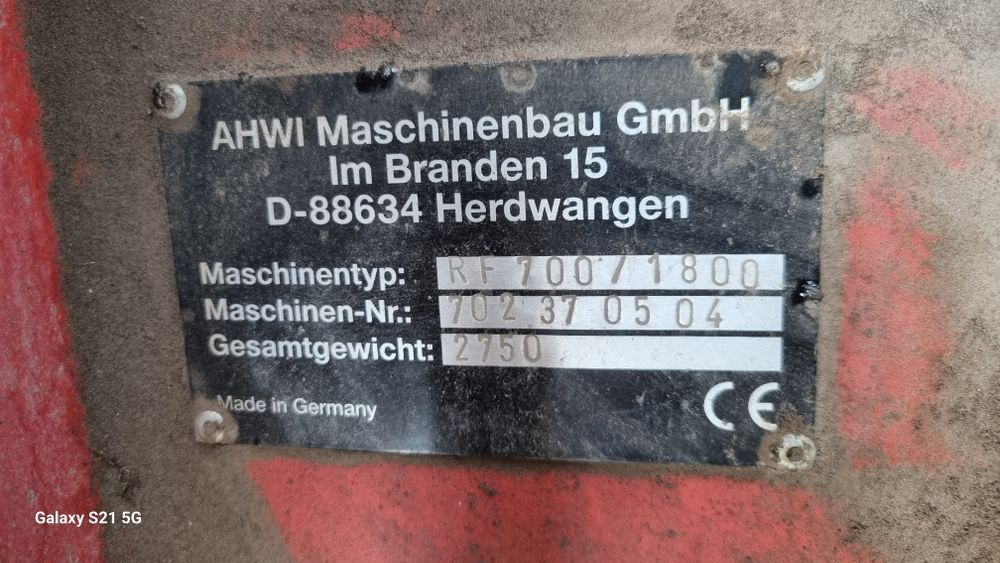 AHWI Maschinenbau GmbH
Im Branden 15
D-88634 Herdwangen
Maschinentyp: RF 700/1800
Maschinen-Nr.: 702 37 05 04
Gesamtgewicht: 2750
Made in Germany
CE
Galaxy S21 5G